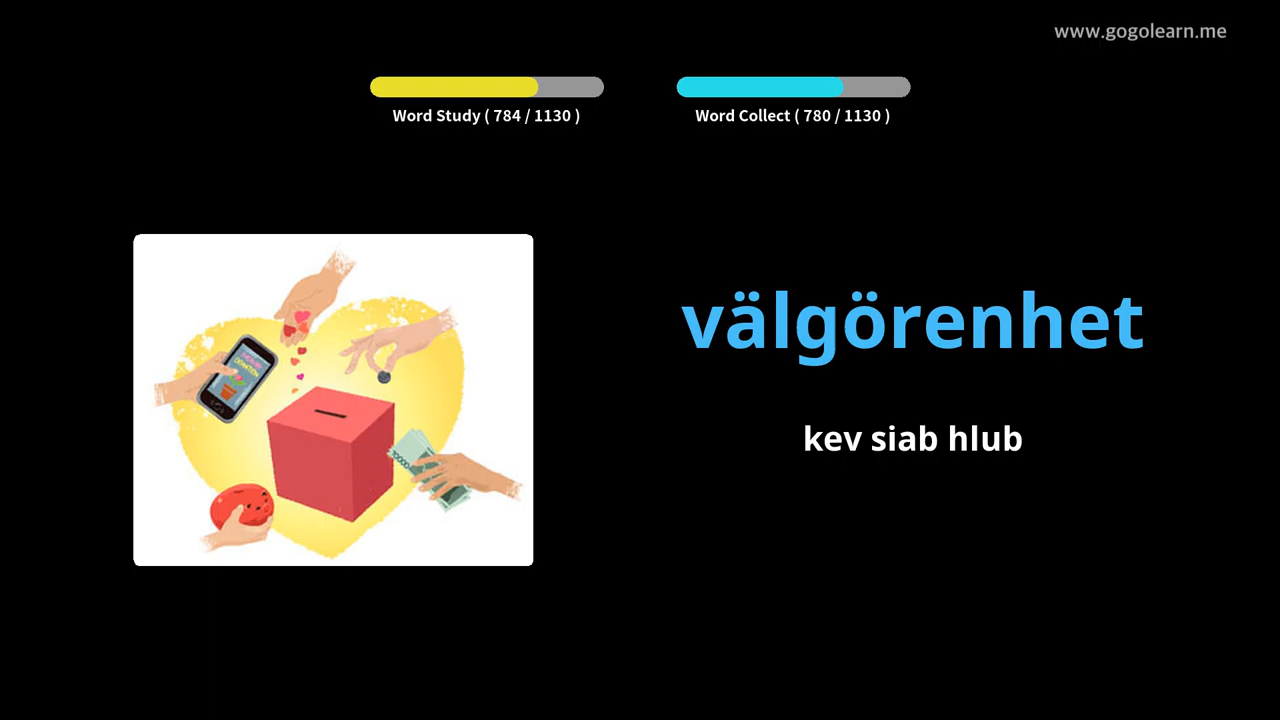 www.gogolearn.me
Word Study ( 784 / 1130 )
Word Collect ( 780 / 1130 )
välgörenhet
kev siab hlub